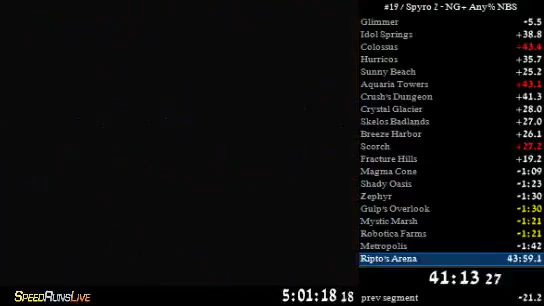 #19 / Spyro 2 - NG+ Any% NBS
Glimmer -5.5
Idol Springs +38.8
Colossus +43.4
Hurricos +35.7
Sunny Beach +25.2
Aquaria Towers +43.1
Crush's Dungeon +41.3
Crystal Glacier +28.0
Skelos Badlands +27.0
Breeze Harbor +26.1
Scorch +27.2
Fracture Hills +19.2
Magma Cone -1:09
Shady Oasis -1:23
Zephyr -1:30
Gulp's Overlook -1:30
Mystic Marsh -1:21
Robotica Farms -1:21
Metropolis -1:42
Ripto's Arena 43:59.1
41:13 27
SpeedRunsLive 5:01:18 18
prev segment -21.2